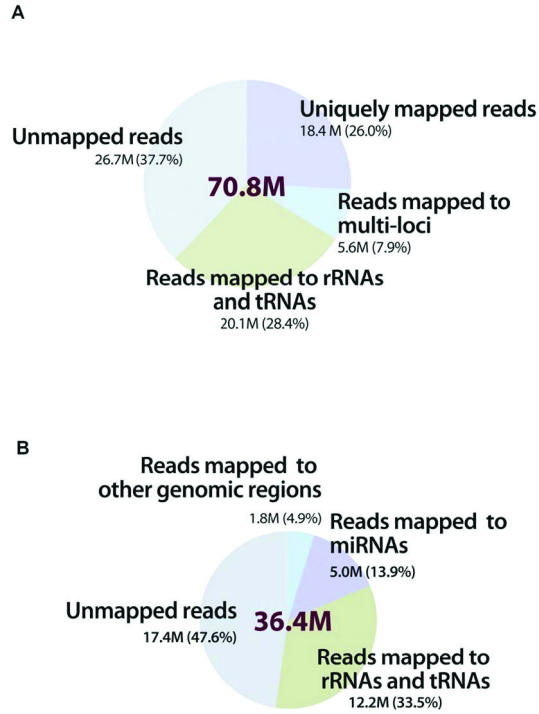 A
Uniquely mapped reads
18.4 M (26.0%)
Unmapped reads
26.7M (37.7%)
70.8M
Reads mapped to
multi-loci
5.6M (7.9%)
Reads mapped to rRNAs
and tRNAs
20.1M (28.4%)
B
Reads mapped to
other genomic regions
1.8M (4.9%)
Reads mapped to
miRNAs
5.0M (13.9%)
Unmapped reads
17.4M (47.6%)
36.4M
Reads mapped to
rRNAs and tRNAs
12.2M (33.5%)